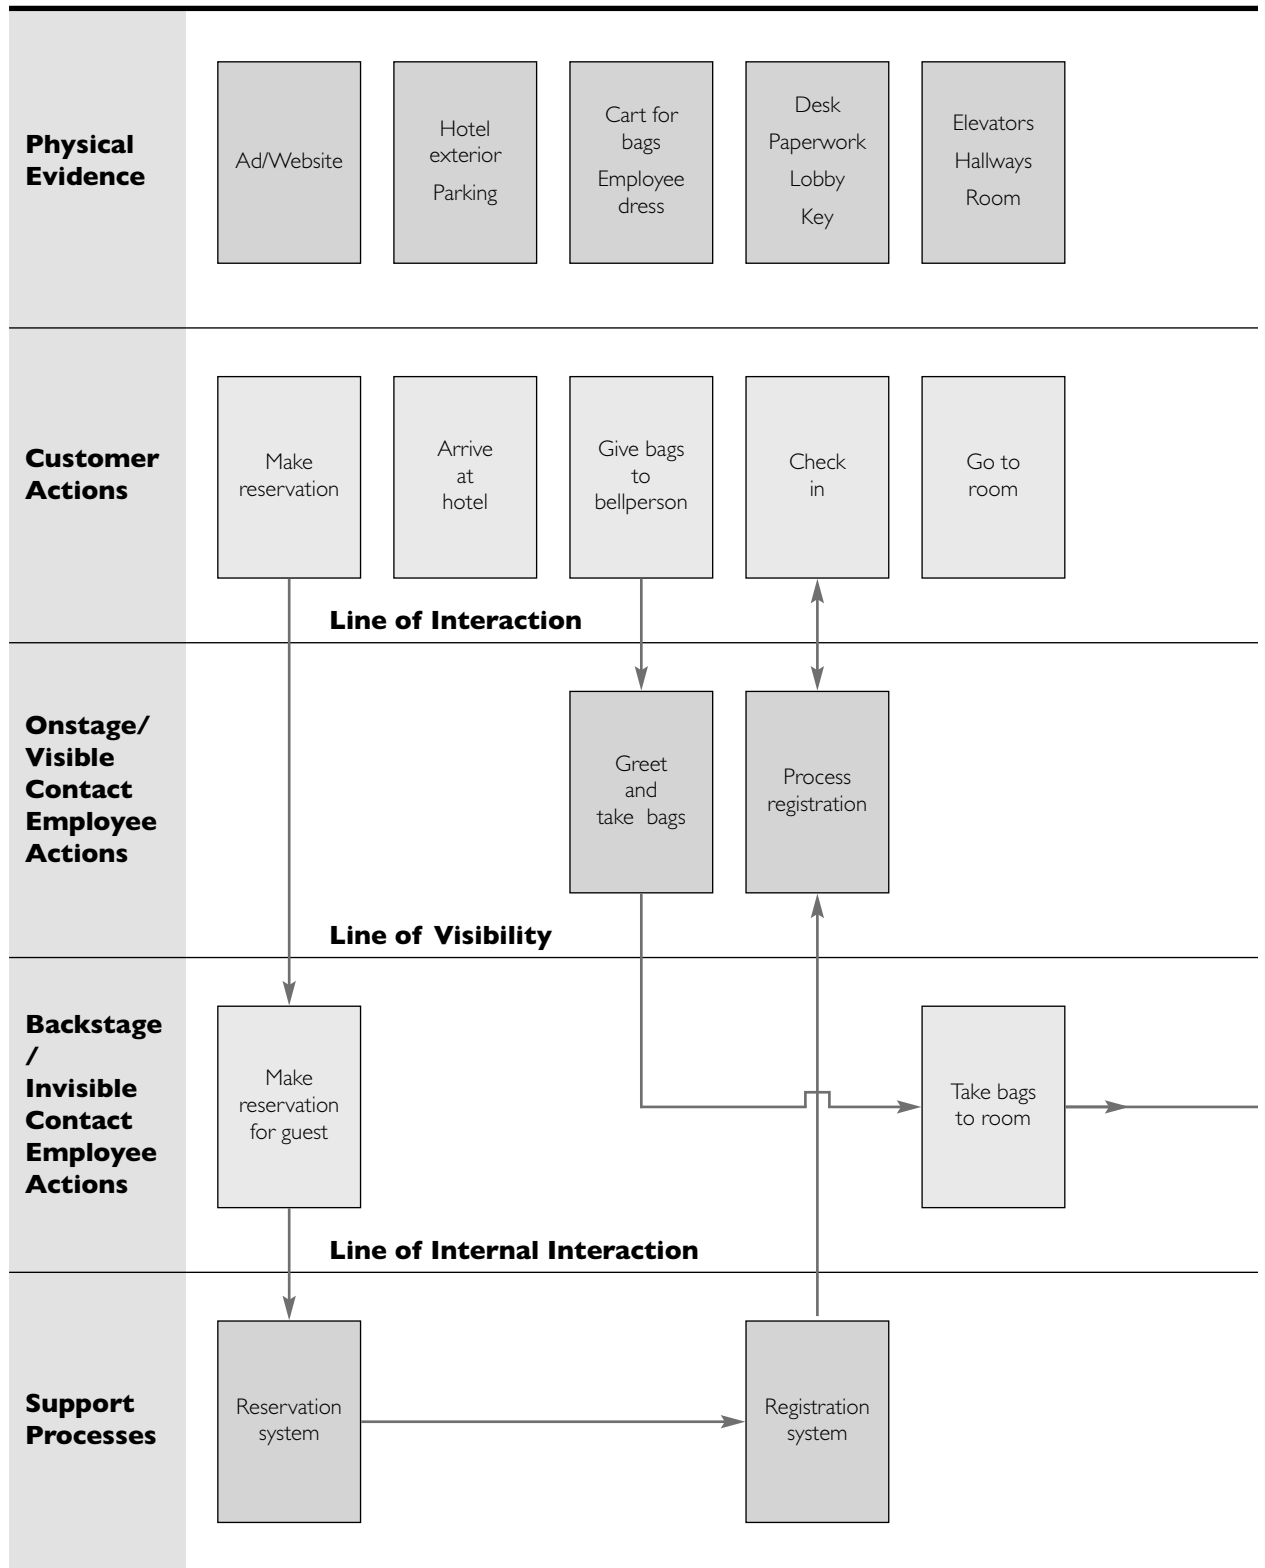 Physical
Evidence
Ad/Website
Hotel
exterior
Parking
Cart for
bags
Employee
dress
Desk
Paperwork
Lobby
Key
Elevators
Hallways
Room
Customer
Actions
Make
reservation
Arrive
at
hotel
Give bags
to
bellperson
Check
in
Go to
room
Line of Interaction
Onstage/
Visible
Contact
Employee
Actions
Greet
and
take bags
Process
registration
Line of Visibility
Backstage
/
Invisible
Contact
Employee
Actions
Make
reservation
for guest
Take bags
to room
Line of Internal Interaction
Support
Processes
Reservation
system
Registration
system